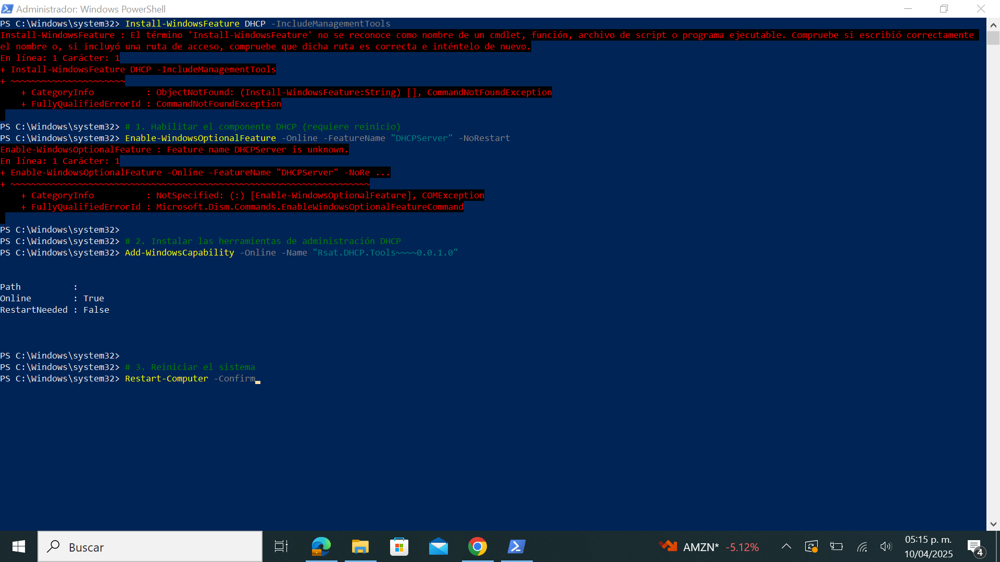 Administrador: Windows PowerShell
PS C:\Windows\system32> Install-WindowsFeature DHCP -IncludeManagementTools
Install-WindowsFeature : El término 'Install-WindowsFeature' no se reconoce como nombre de un cmdlet, función, archivo de script o programa ejecutable. Compruebe si escribió correctamente
el nombre o, si incluyó una ruta de acceso, compruebe que dicha ruta es correcta e inténtelo de nuevo.
En línea: 1 Carácter: 1
+ Install-WindowsFeature DHCP -IncludeManagementTools
+ ~~~~~~~~~~~~~~~~~~~~~~
    + CategoryInfo          : ObjectNotFound: (Install-WindowsFeature:String) [], CommandNotFoundException
    + FullyQualifiedErrorId : CommandNotFoundException
PS C:\Windows\system32> # 1. Habilitar el componente DHCP (requiere reinicio)
PS C:\Windows\system32> Enable-WindowsOptionalFeature -Online -FeatureName "DHCPServer" -NoRestart
Enable-WindowsOptionalFeature : Feature name DHCPServer is unknown.
En línea: 1 Carácter: 1
+ Enable-WindowsOptionalFeature -Online -FeatureName "DHCPServer" -NoRe ...
+ ~~~~~~~~~~~~~~~~~~~~~~~~~~~~~~~~~~~~~~~~~~~~~~~~~~~~~~~~~~~~~~~~~~~~~
    + CategoryInfo          : NotSpecified: (:) [Enable-WindowsOptionalFeature], COMException
    + FullyQualifiedErrorId : Microsoft.Dism.Commands.EnableWindowsOptionalFeatureCommand
PS C:\Windows\system32>
PS C:\Windows\system32> # 2. Instalar las herramientas de administración DHCP
PS C:\Windows\system32> Add-WindowsCapability -Online -Name "Rsat.DHCP.Tools~~~~0.0.1.0"
Path          :
Online        : True
RestartNeeded : False
PS C:\Windows\system32>
PS C:\Windows\system32> # 3. Reiniciar el sistema
PS C:\Windows\system32> Restart-Computer -Confirm
Buscar
AMZN* -5.12%
05:15 p. m.
10/04/2025
4